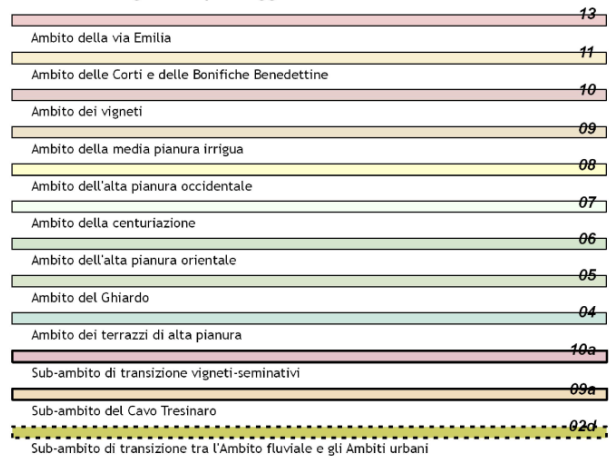 13
Ambito della via Emilia
11
Ambito delle Corti e delle Bonifiche Benedettine
10
Ambito dei vigneti
09
Ambito della media pianura irrigua
08
Ambito dell'alta pianura occidentale
07
Ambito della centuriazione
06
Ambito dell'alta pianura orientale
05
Ambito del Ghiardo
04
Ambito dei terrazzi di alta pianura
10a
Sub-ambito di transizione vigneti-seminativi
09a
Sub-ambito del Cavo Tresinaro
02d
Sub-ambito di transizione tra l'Ambito fluviale e gli Ambiti urbani